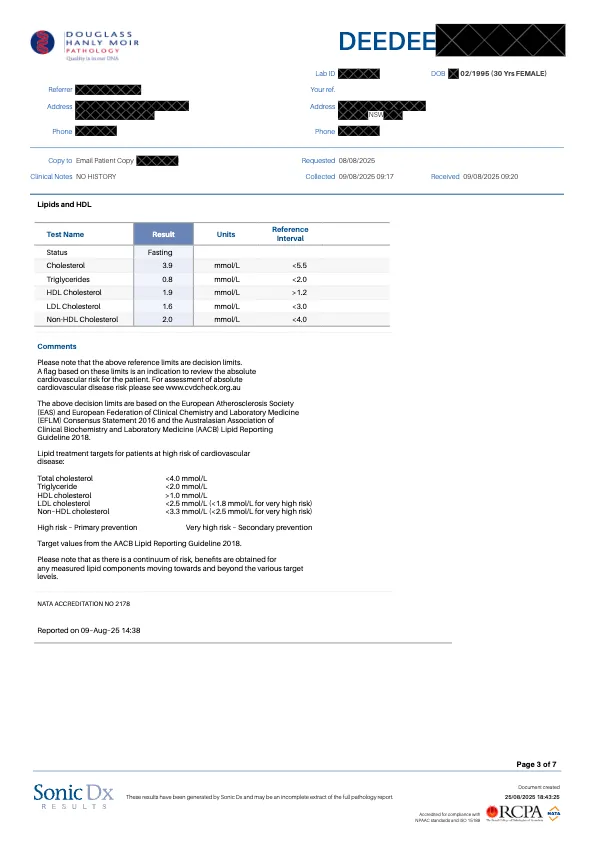 DOUGLASS
HANLY MOIR
PATHOLOGY
Quality is in our DNA
DEEDEE
Lab ID DOB 02/1995 (30 Yrs FEMALE)
Referrer Your ref.
Address Address
NSW
Phone Phone
Copy to Email Patient Copy Requested 08/08/2025
Clinical Notes NO HISTORY Collected 09/08/2025 09:17 Received 09/08/2025 09:20
Lipids and HDL
Test Name Result Units Reference Interval
Status Fasting
Cholesterol 3.9 mmol/L <5.5
Triglycerides 0.8 mmol/L <2.0
HDL Cholesterol 1.9 mmol/L >1.2
LDL Cholesterol 1.6 mmol/L <3.0
Non-HDL Cholesterol 2.0 mmol/L <4.0
Comments
Please note that the above reference limits are decision limits.
A flag based on these limits is an indication to review the absolute
cardiovascular risk for the patient. For assessment of absolute
cardiovascular disease risk please see www.cvdcheck.org.au
The above decision limits are based on the European Atherosclerosis Society
(EAS) and European Federation of Clinical Chemistry and Laboratory Medicine
(EFLM) Consensus Statement 2016 and the Australasian Association of
Clinical Biochemistry and Laboratory Medicine (AACB) Lipid Reporting
Guideline 2018.
Lipid treatment targets for patients at high risk of cardiovascular
disease:
Total cholesterol <4.0 mmol/L
Triglyceride <2.0 mmol/L
HDL cholesterol >1.0 mmol/L
LDL cholesterol <2.5 mmol/L (<1.8 mmol/L for very high risk)
Non-HDL cholesterol <3.3 mmol/L (<2.5 mmol/L for very high risk)
High risk - Primary prevention Very high risk - Secondary prevention
Target values from the AACB Lipid Reporting Guideline 2018.
Please note that as there is a continuum of risk, benefits are obtained for
any measured lipid components moving towards and beyond the various target
levels.
NATA ACCREDITATION NO 2178
Reported on 09-Aug-25 14:38
Page 3 of 7
Sonic Dx
RESULTS
These results have been generated by Sonic Dx and may be an incomplete extract of the full pathology report.
Document created
25/08/2025 18:43:25
Accredited for compliance with
NPAAC standards and ISO 15189
RCPA
NATA